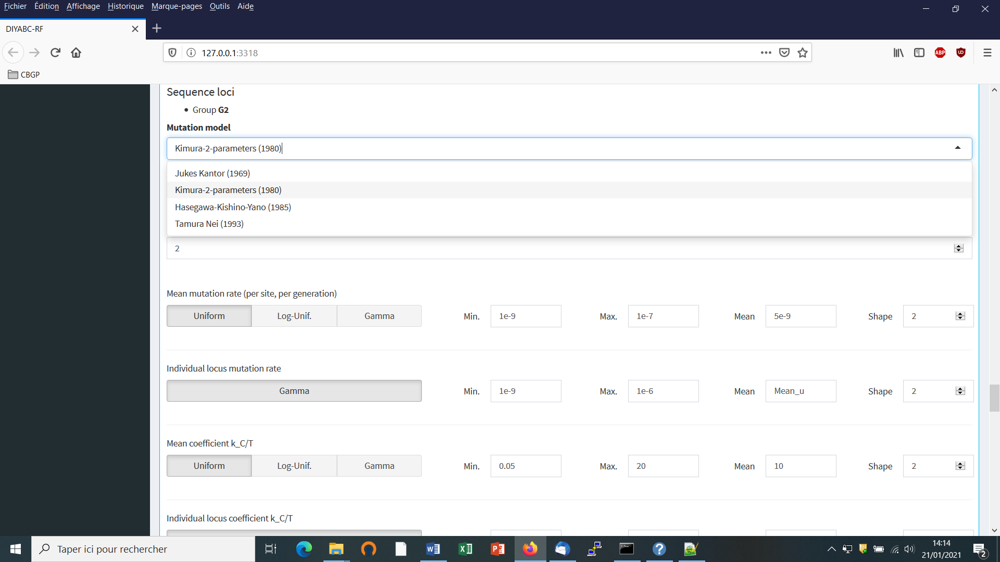 Fichier Édition Affichage Historique Marque-pages Outils Aide
DIYABC-RF
127.0.0.1:3318
ABP
CBGP
Sequence loci
Group G2
Mutation model
Kimura-2-parameters (1980)
Jukes Kantor (1969)
Kimura-2-parameters (1980)
Hasegawa-Kishino-Yano (1985)
Tamura Nei (1993)
2
Mean mutation rate (per site, per generation)
Uniform Log-Unif. Gamma Min. 1e-9 Max. 1e-7 Mean 5e-9 Shape 2
Individual locus mutation rate
Gamma Min. 1e-9 Max. 1e-6 Mean Mean_u Shape 2
Mean coefficient k_C/T
Uniform Log-Unif. Gamma Min. 0.05 Max. 20 Mean 10 Shape 2
Individual locus coefficient k_C/T
Taper ici pour rechercher
14:14
21/01/2021
2